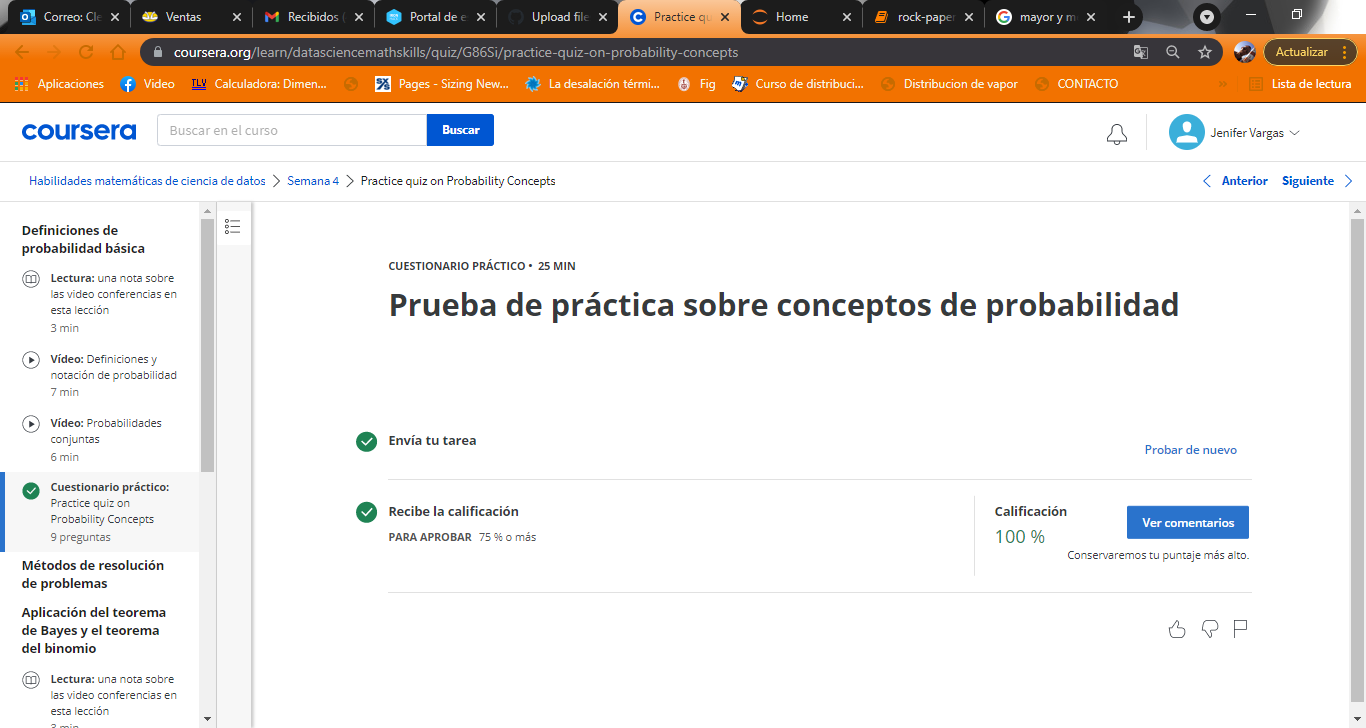 Correo: Cle
Ventas
Recibidos (
Portal de e
Upload file
Practice qu
Home
rock-paper
mayor y m
coursera.org/learn/datasciencemathskills/quiz/G86Si/practice-quiz-on-probability-concepts
Actualizar
Aplicaciones
Video
TLV Calculadora: Dimen...
Pages - Sizing New...
La desalación térmi...
Fig
Curso de distribuci...
Distribucion de vapor
CONTACTO
»
Lista de lectura
coursera
Buscar en el curso
Buscar
Jenifer Vargas
Habilidades matemáticas de ciencia de datos > Semana 4 > Practice quiz on Probability Concepts
Anterior
Siguiente
Definiciones de
probabilidad básica
Lectura: una nota sobre
las video conferencias en
esta lección
3 min
Vídeo: Definiciones y
notación de probabilidad
7 min
Vídeo: Probabilidades
conjuntas
6 min
Cuestionario práctico:
Practice quiz on
Probability Concepts
9 preguntas
Métodos de resolución
de problemas
Aplicación del teorema
de Bayes y el teorema
del binomio
Lectura: una nota sobre
las video conferencias en
esta lección
3 min
CUESTIONARIO PRÁCTICO • 25 MIN
Prueba de práctica sobre conceptos de probabilidad
Envía tu tarea
Probar de nuevo
Recibe la calificación
PARA APROBAR 75 % o más
Calificación
100 %
Ver comentarios
Conservaremos tu puntaje más alto.